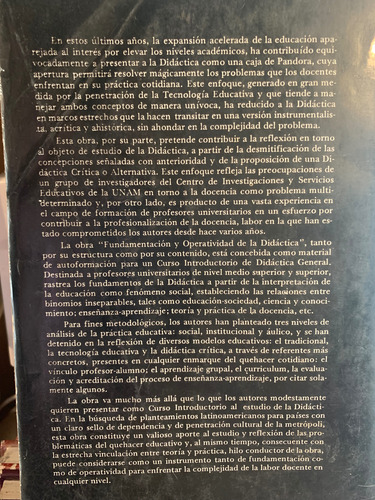 En estos últimos años, la expansión acelerada de la educación apa-
rejada al interés por elevar los niveles académicos, ha contribuído equi-
vocadamente a presentar a la Didáctica como una caja de Pandora, cuya
apertura permitirá resolver mágicamente los problemas que los docentes
enfrentan en su práctica cotidiana. Este enfoque, generado en gran me-
dida por la penetración de la Tecnología Educativa y que tiende a ma-
nejar ambos conceptos de manera unívoca, ha reducido a la Didáctica
en marcos estrechos que la hacen transitar en una versión instrumentalis-
ta, acrítica y ahistórica, sin ahondar en la complejidad del problema.
Esta obra, por su parte, pretende contribuir a la reflexión en torno
al objeto de estudio de la Didáctica, a partir de la desmitificación de las
concepciones señaladas con anterioridad y de la proposición de una Di-
dáctica Crítica o Alternativa. Este enfoque refleja las preocupaciones de
un grupo de investigadores del Centro de Investigaciones y Servicios
Educativos de la UNAM en torno a la docencia como problema multi-
determinado y, por otro lado, es producto de una vasta experiencia en
el campo de formación de profesores universitarios en un esfuerzo por
contribuir a la profesionalización de la docencia, labor en la que han es-
tado comprometidos los autores desde hace varios años.
La obra "Fundamentación y Operatividad de la Didáctica", tanto
por su estructura como por su contenido, está concebida como material
de autoformación para un Curso Introductorio de Didáctica General.
Destinada a profesores universitarios de nivel medio superior y superior,
rastrea los fundamentos de la Didáctica a partir de la interpretación de
la educación como fenómeno social, estableciendo las relaciones entre
binomios inseparables, tales como educación-sociedad, ciencia y conoci-
miento; enseñanza-aprendizaje; teoría y práctica de la docencia, etc.
Para fines metodológicos, los autores han planteado tres niveles de
análisis de la práctica educativa: social, institucional y áulico, y se han
detenido en la reflexión de diversos modelos educativos: el tradicional,
la tecnología educativa y la didáctica crítica, a través de referentes más
concretos, presentes en cualquier enmarque del quehacer cotidiano: el
vínculo profesor-alumno; el aprendizaje grupal, el curriculum, la evalua-
ción y acreditación del proceso de enseñanza-aprendizaje, por citar sola-
mente algunos.
La obra va mucho más allá que lo que los autores modestamente
quieren presentar como Curso Introductorio al estudio de la Didácti-
ca. En la búsqueda de planteamientos latinoamericanos para países con
un claro sello de dependencia y de penetración cultural de la metrópoli,
esta obra constituye un valioso aporte al estudio y reflexión de las pro-
blemáticas del quehacer educativo y, al mismo tiempo, consecuente con
la estrecha vinculación entre teoría y práctica, hilo conductor de la obra,
puede considerarse como un instrumento tanto de fundamentación co-
mo de operatividad para enfrentar la complejidad de la labor docente en
cualquier nivel.